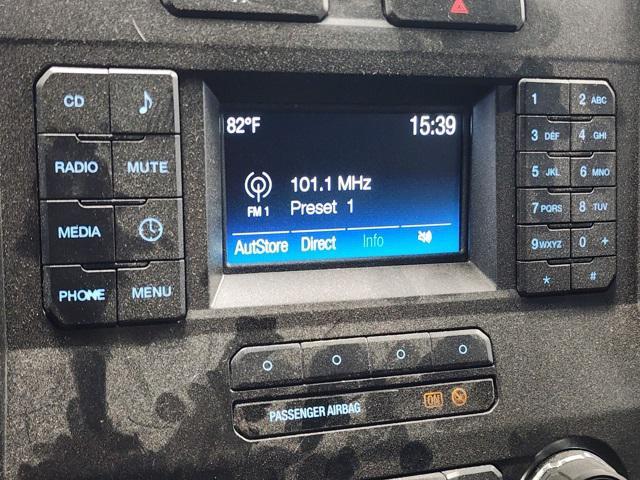 CD
RADIO MUTE
MEDIA
PHONE MENU
82°F 15:39
101.1 MHz
FM 1 Preset 1
AutStore Direct Info
1 2 ABC
3 DEF 4 GHI
5 JKL 6 MNO
7 PQRS 8 TUV
9 WXYZ 0 +
* #
PASSENGER AIRBAG ON